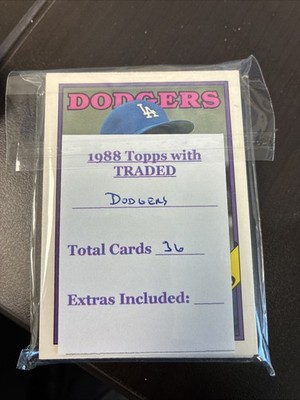 DODGERS
LA
1988 Topps with
TRADED
Dodgers
Total Cards 36
Extras Included: